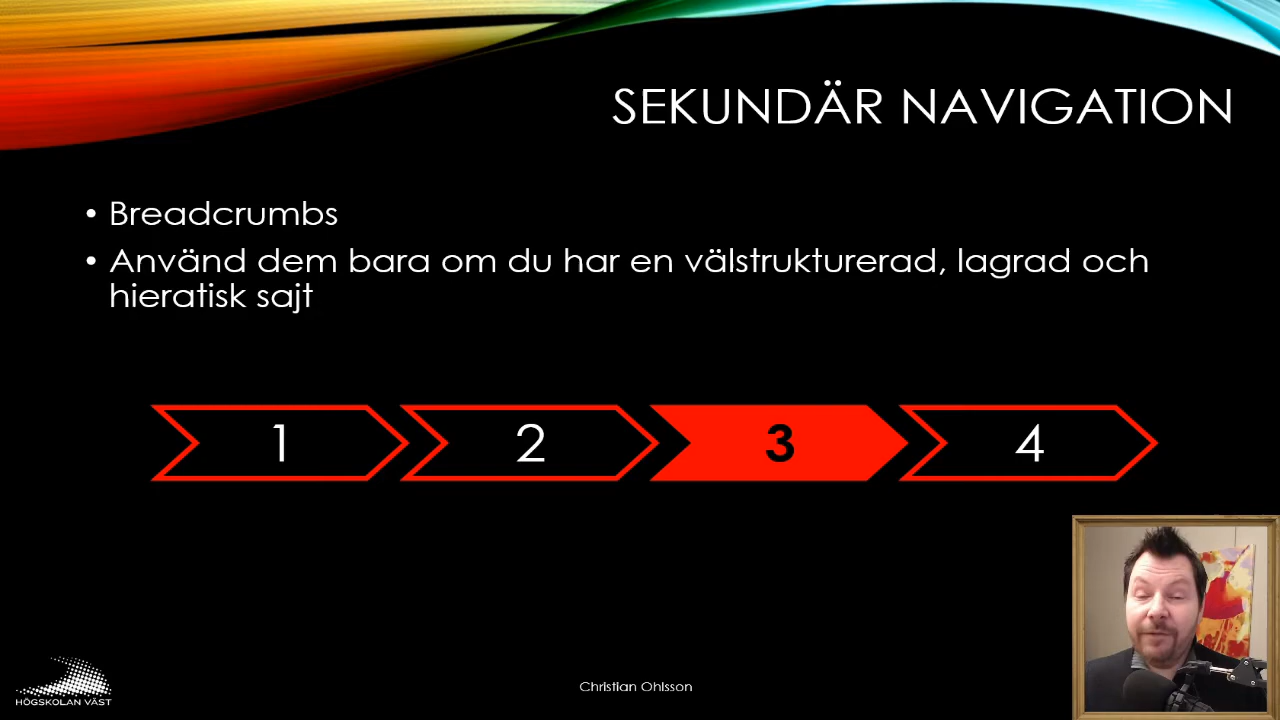 SEKUNDÄR NAVIGATION
• Breadcrumbs
• Använd dem bara om du har en välstrukturerad, lagrad och
hieratisk sajt
1 2 3 4
HÖGSKOLAN VÄST
Christian Ohlsson